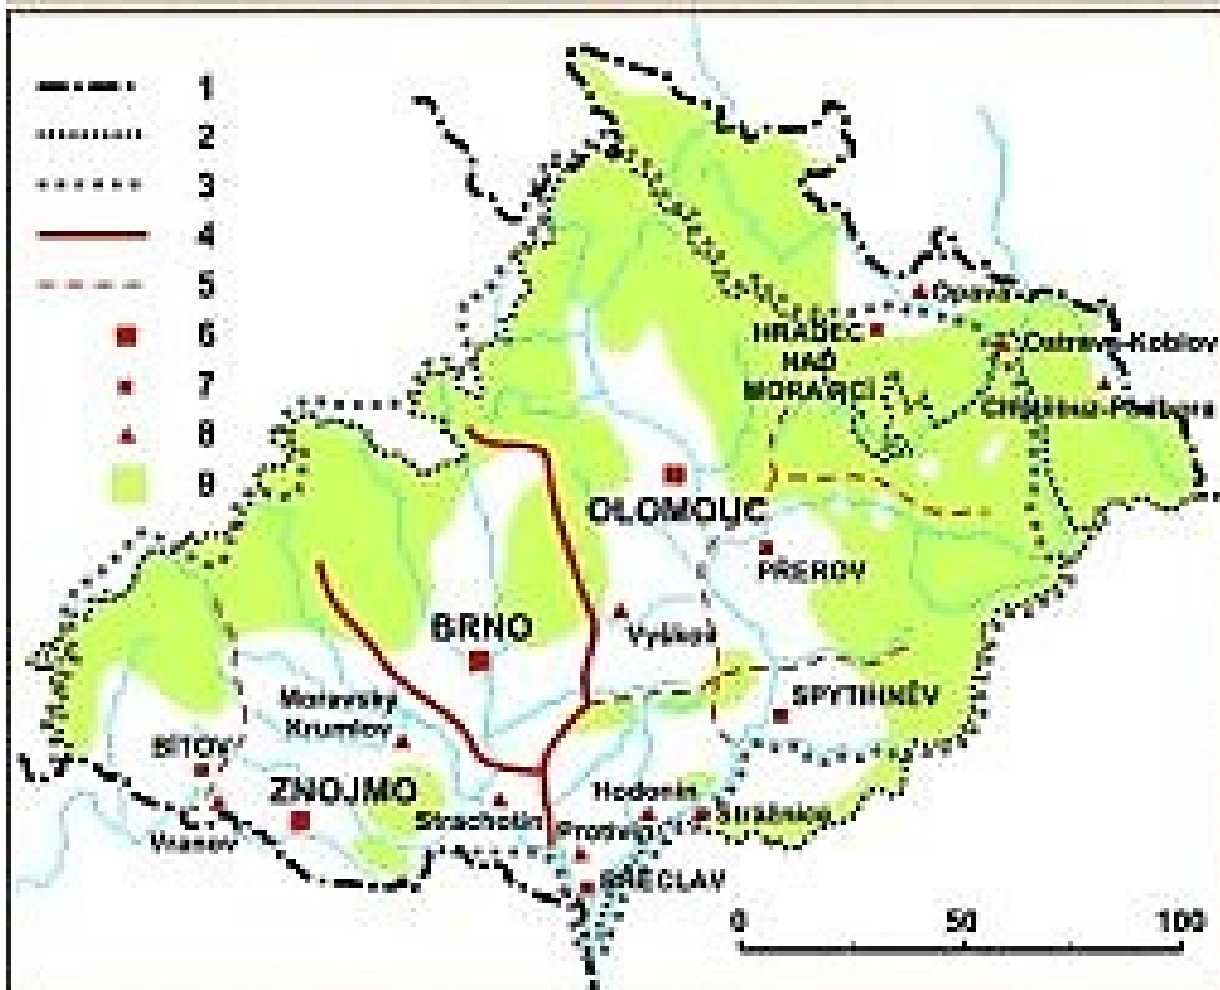 1
2
3
4
5
6
7
8
9
Opava
HRADEC
NAD
MORAVICÍ
Ostrava-Koblov
OLOMOUC
PŘEROV
BRNO
Vyškov
SPYTIHNĚV
Moravský
Krumlov
BÍTOV
ZNOJMO
Hodonín
Strachotín
Strážnice
Vranov
BŘECLAV
0 50 100